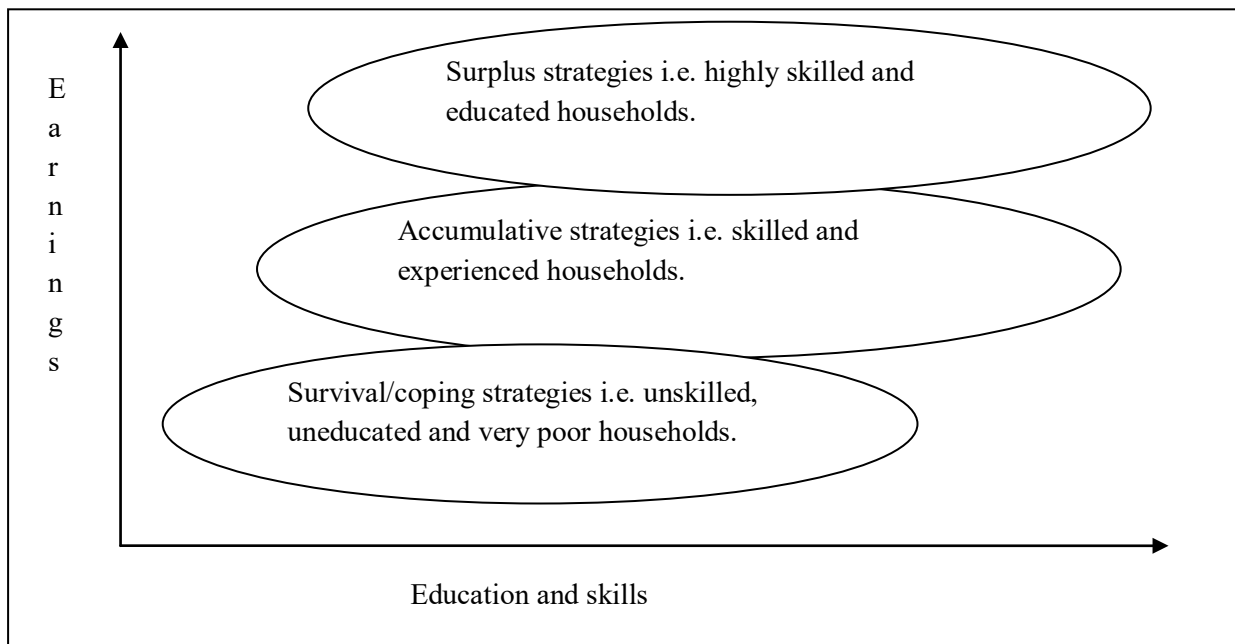 Earnings
Surplus strategies i.e. highly skilled and
educated households.
Accumulative strategies i.e. skilled and
experienced households.
Survival/coping strategies i.e. unskilled,
uneducated and very poor households.
Education and skills